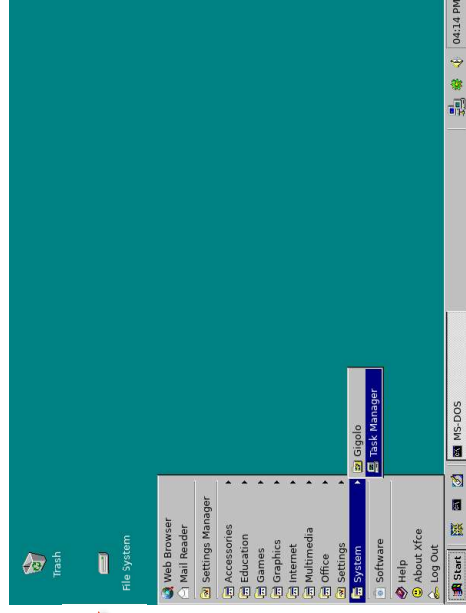 Trash
File System
Web Browser
Mail Reader
Settings Manager
Accessories
Education
Games
Graphics
Internet
Multimedia
Office
Settings
System
Gigolo
Task Manager
Software
Help
About Xfce
Log Out
Start
MS-DOS
04:14 PM